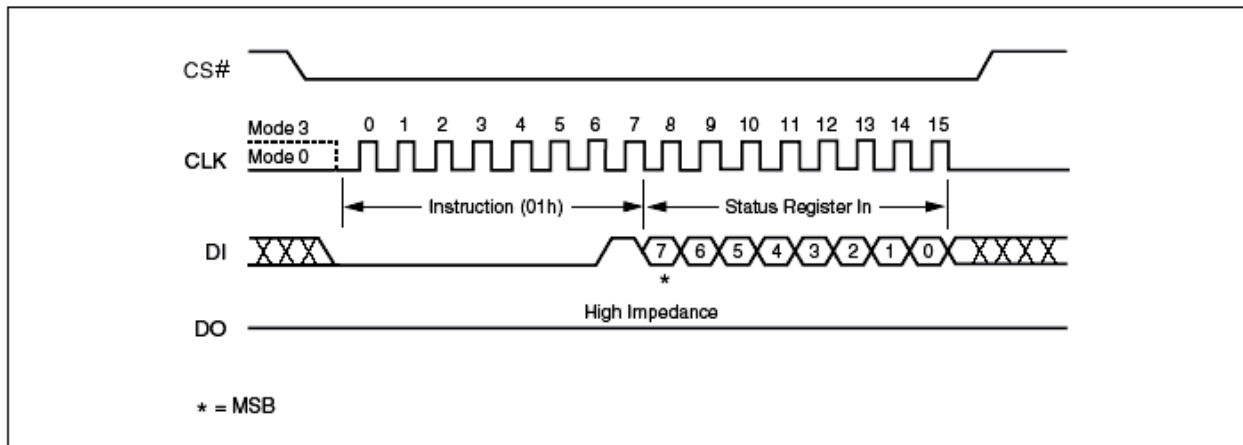 CS#
Mode 3
0 1 2 3 4 5 6 7 8 9 10 11 12 13 14 15
Mode 0
CLK
Instruction (01h)
Status Register In
DI
7 6 5 4 3 2 1 0
*
High Impedance
DO
* = MSB